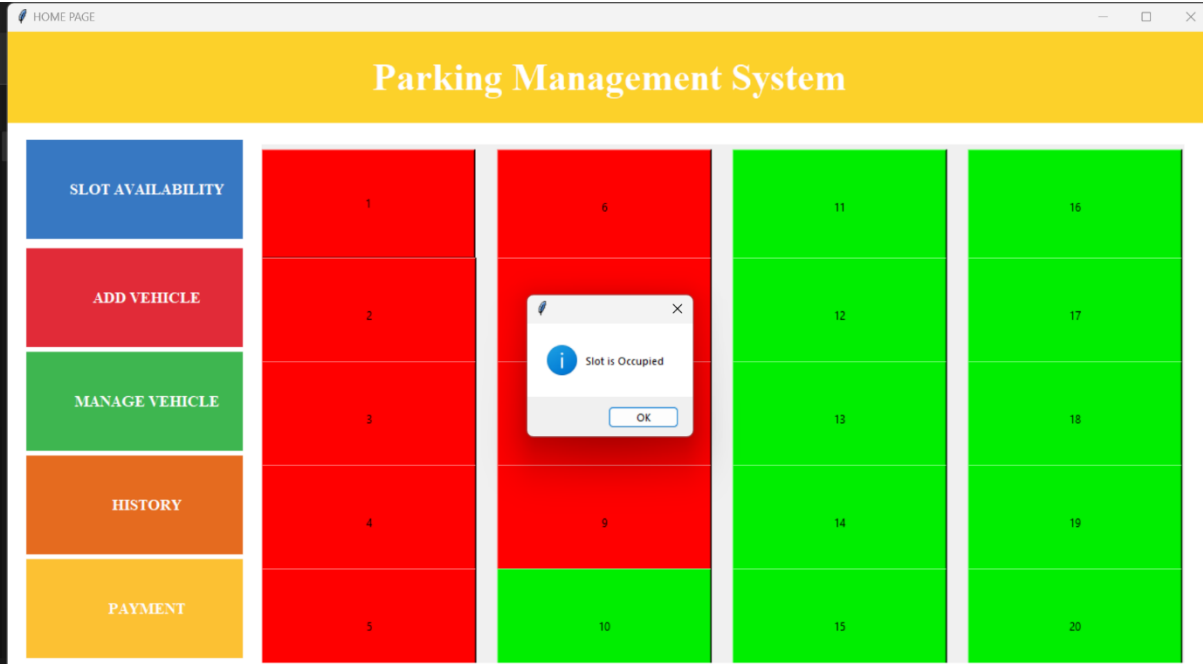 HOME PAGE
Parking Management System
SLOT AVAILABILITY
ADD VEHICLE
MANAGE VEHICLE
HISTORY
PAYMENT
1 6 11 16
2 12 17
Slot is Occupied
OK
3 13 18
4 9 14 19
5 10 15 20